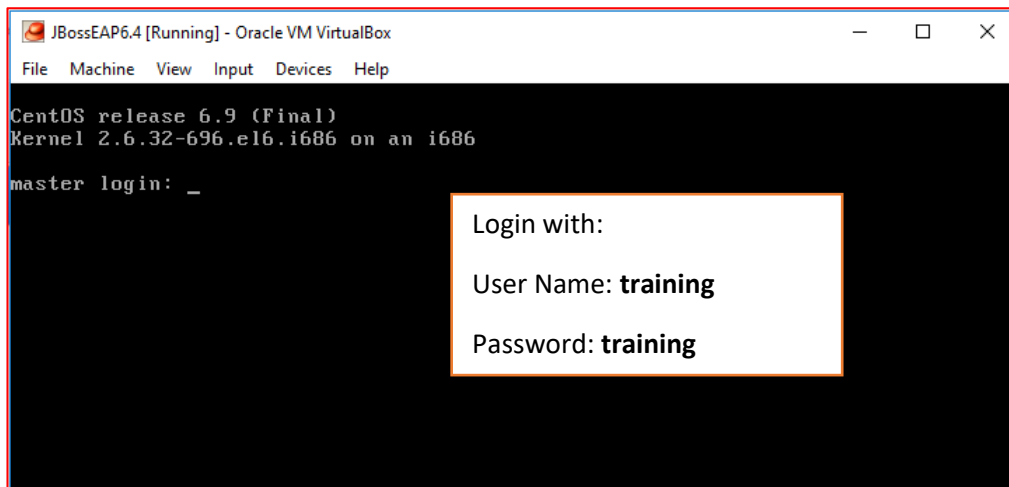 JBossEAP6.4 [Running] - Oracle VM VirtualBox
File Machine View Input Devices Help
CentOS release 6.9 (Final)
Kernel 2.6.32-696.el6.i686 on an i686
master login: _
Login with:
User Name: training
Password: training